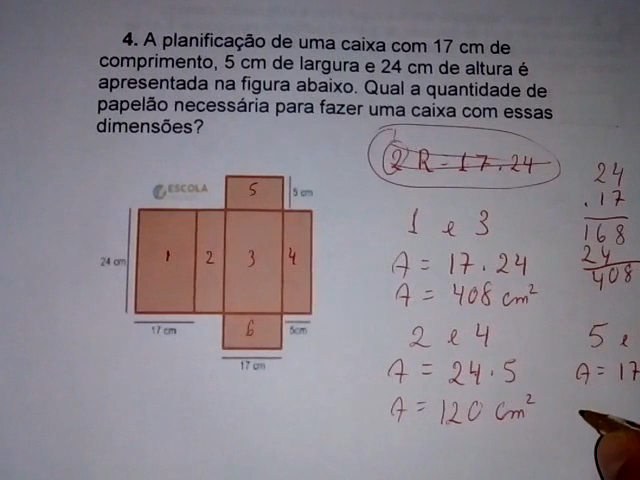 4. A planificação de uma caixa com 17 cm de
comprimento, 5 cm de largura e 24 cm de altura é
apresentada na figura abaixo. Qual a quantidade de
papelão necessária para fazer uma caixa com essas
dimensões?
ESCOLA
5
5 cm
24 cm
1
2
3
4
17 cm
6
5cm
17 cm
2 R = 17.24
1 e 3
A = 17.24
A = 408 cm²
2 e 4
A = 24.5
A = 120 cm²
24
.17
168
24
408
5 e
A = 17